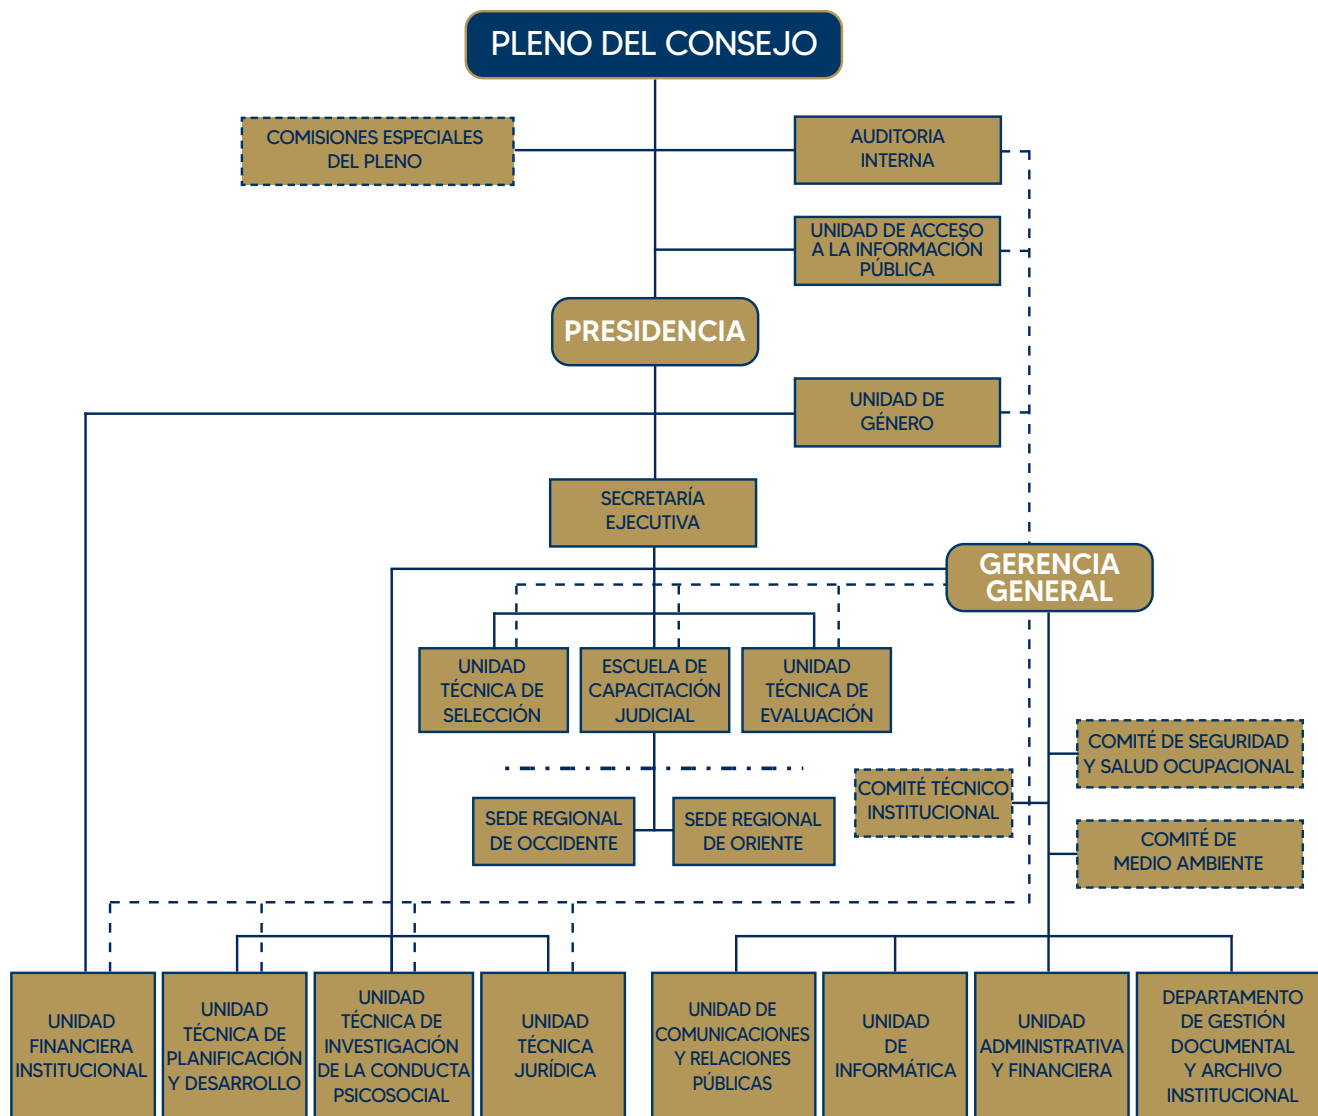 PLENO DEL CONSEJO
COMISIONES ESPECIALES
DEL PLENO
AUDITORIA
INTERNA
UNIDAD DE ACCESO
A LA INFORMACIÓN
PÚBLICA
PRESIDENCIA
UNIDAD DE
GÉNERO
SECRETARÍA
EJECUTIVA
GERENCIA
GENERAL
UNIDAD
TÉCNICA DE
SELECCIÓN
ESCUELA DE
CAPACITACIÓN
JUDICIAL
UNIDAD
TÉCNICA DE
EVALUACIÓN
COMITÉ DE SEGURIDAD
Y SALUD OCUPACIONAL
COMITÉ TÉCNICO
INSTITUCIONAL
SEDE REGIONAL
DE OCCIDENTE
SEDE REGIONAL
DE ORIENTE
COMITÉ DE
MEDIO AMBIENTE
UNIDAD
FINANCIERA
INSTITUCIONAL
UNIDAD
TÉCNICA DE
PLANIFICACIÓN
Y DESARROLLO
UNIDAD
TÉCNICA DE
INVESTIGACIÓN
DE LA CONDUCTA
PSICOSOCIAL
UNIDAD
TÉCNICA
JURÍDICA
UNIDAD DE
COMUNICACIONES
Y RELACIONES
PÚBLICAS
UNIDAD
DE
INFORMÁTICA
UNIDAD
ADMINISTRATIVA
Y FINANCIERA
DEPARTAMENTO
DE GESTIÓN
DOCUMENTAL
Y ARCHIVO
INSTITUCIONAL